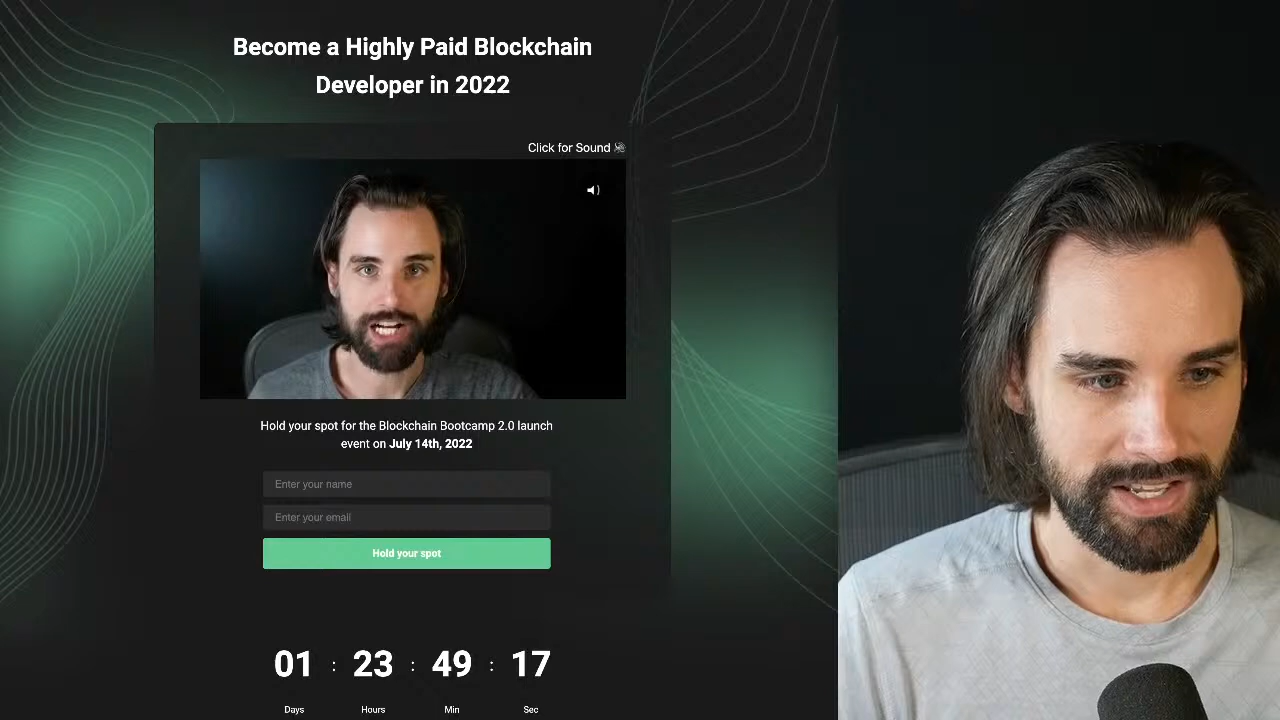 Become a Highly Paid Blockchain
Developer in 2022
Click for Sound
Hold your spot for the Blockchain Bootcamp 2.0 launch
event on July 14th, 2022
Enter your name
Enter your email
Hold your spot
01 : 23 : 49 : 17
Days Hours Min Sec